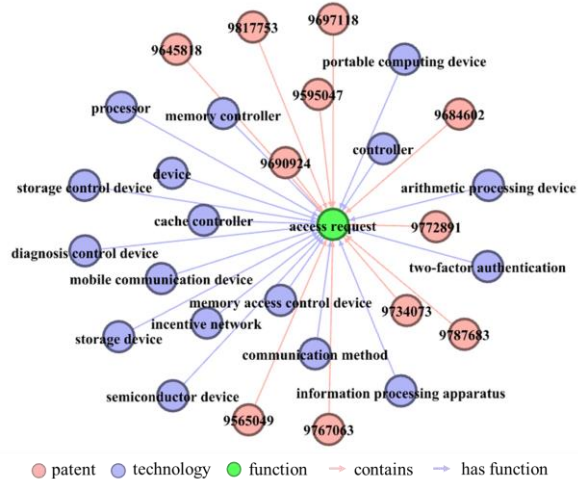 9697118
9817753
9645818
portable computing device
9595047
processor
memory controller
9684602
controller
9690924
device
storage control device
arithmetic processing device
cache controller
access request
9772891
diagnosis control device
two-factor authentication
mobile communication device
memory access control device
9734073
incentive network
storage device
9787683
communication method
semiconductor device
information processing apparatus
9565049
9767063
patent technology function contains has function